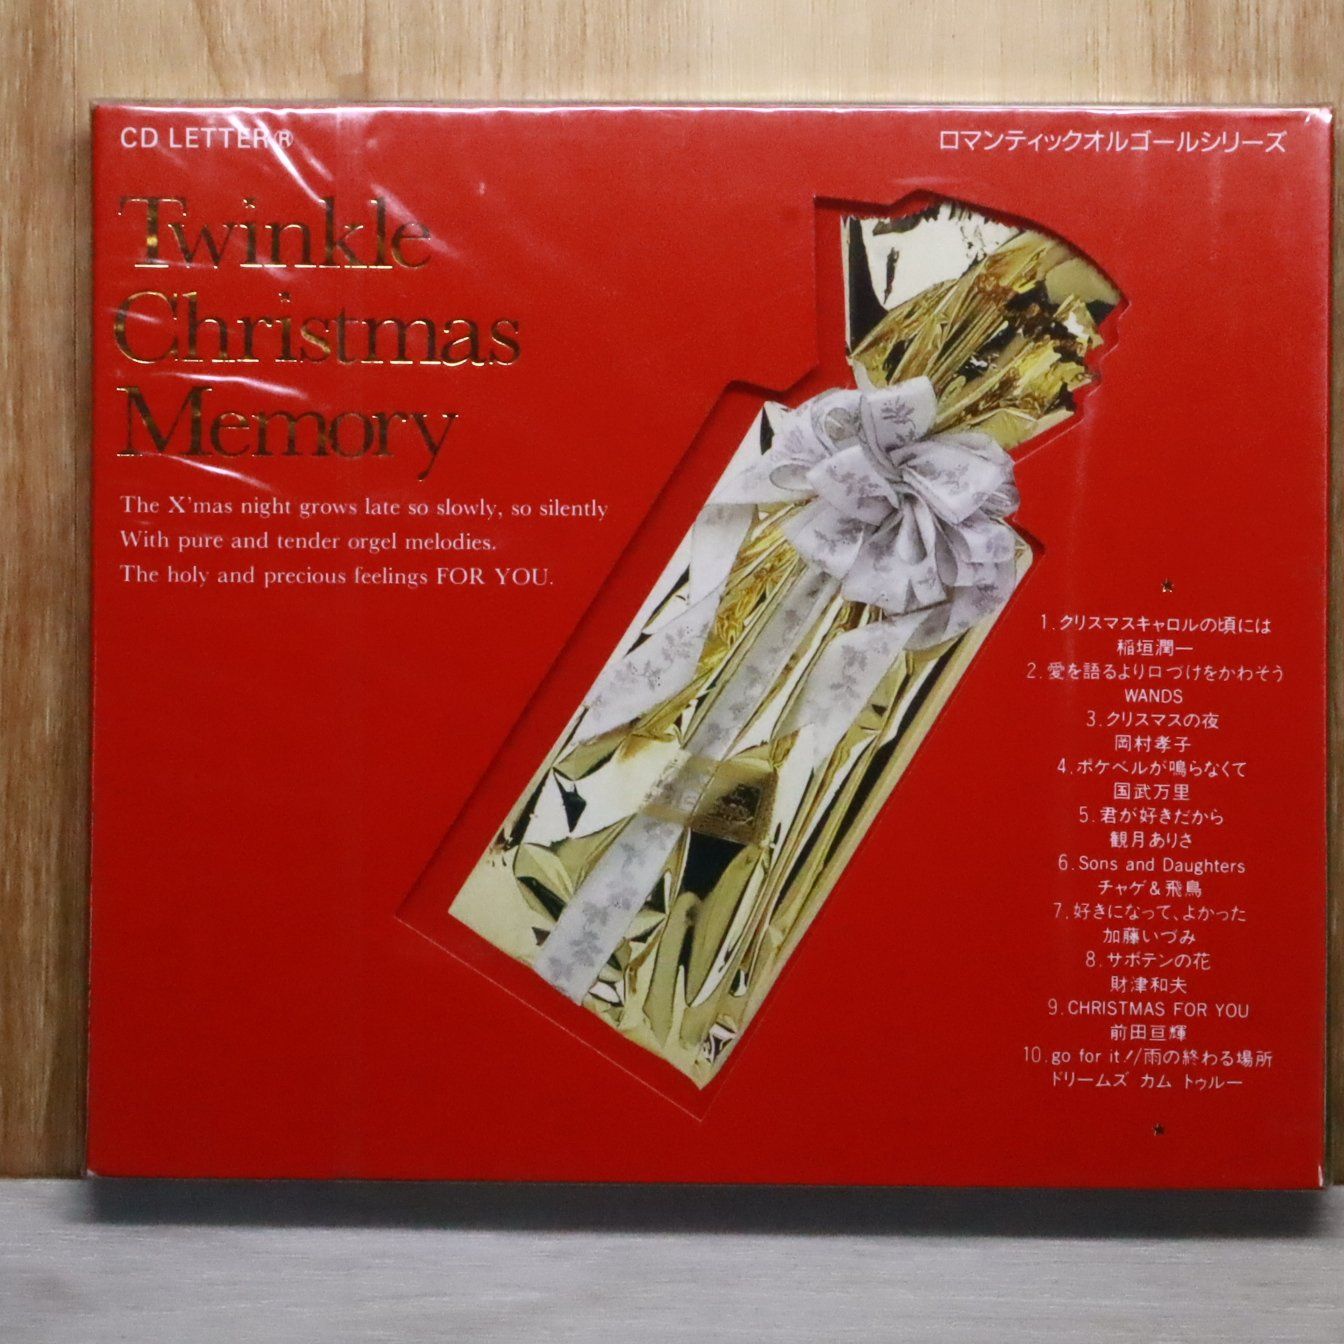 CD LETTER®
ロマンティックオルゴールシリーズ
Twinkle
Christmas
Memory
The X'mas night grows late so slowly, so silently
With pure and tender orgel melodies.
The holy and precious feelings FOR YOU.
1.クリスマスキャロルの頃には
稲垣潤一
2.愛を語るより口づけをかわそう
WANDS
3.クリスマスの夜
岡村孝子
4.ポケベルが鳴らなくて
国武万里
5.君が好きだから
観月ありさ
6.Sons and Daughters
チャゲ&飛鳥
7.好きになって、よかった
加藤いづみ
8.サボテンの花
財津和夫
9.CHRISTMAS FOR YOU
前田亘輝
10.go for it!/雨の終わる場所
ドリームズ カム トゥルー